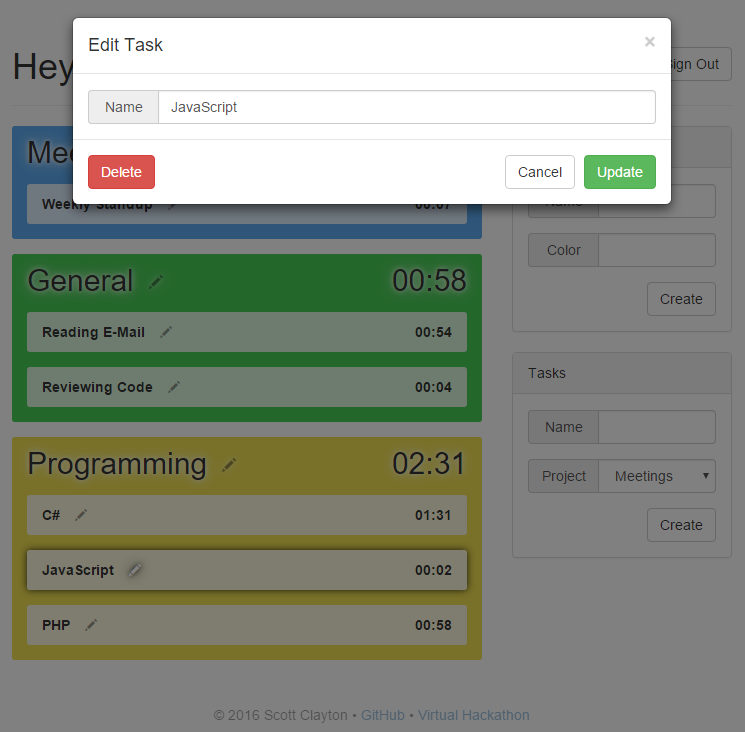 Edit Task ×
Name JavaScript
Delete Cancel Update
Hey
Sign Out
Mee
Weekly Standup
General 00:58
Reading E-Mail 00:54
Reviewing Code 00:04
Programming 02:31
C# 01:31
JavaScript 00:02
PHP 00:58
Name
Color
Create
Tasks
Name
Project Meetings
Create
© 2016 Scott Clayton • GitHub • Virtual Hackathon